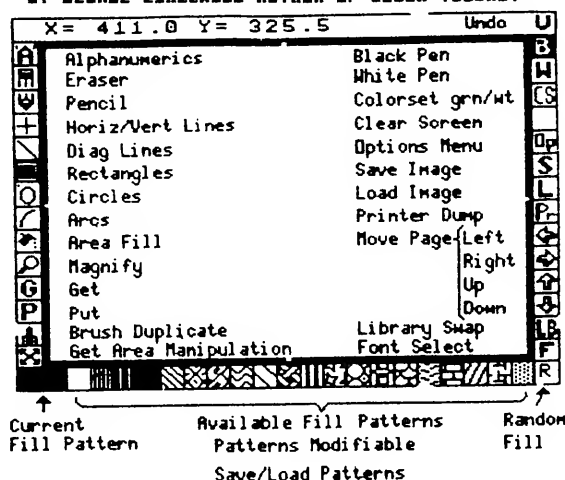 X= 411.0 Y= 325.5 Undo U
A Alphanumerics Black Pen B
Eraser White Pen W
Pencil Colorset grn/wt CS
Horiz/Vert Lines Clear Screen
Diag Lines Options Menu Op
Rectangles Save Image S
Circles Load Image L
Arcs Printer Dump Pr
Area Fill Move Page Left
Magnify Right
G Get Up
P Put Down
Brush Duplicate Library Swap LB
Get Area Manipulation Font Select F
R
Current Available Fill Patterns Random
Fill Pattern Patterns Modifiable Fill
Save/Load Patterns